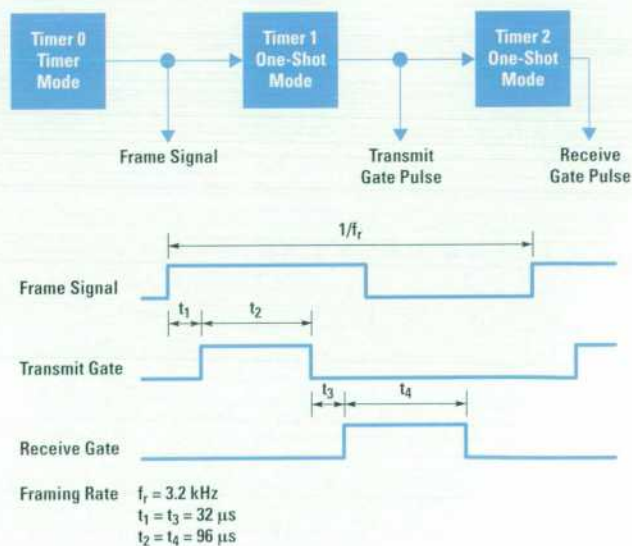 Timer 0
Timer
Mode
Timer 1
One-Shot
Mode
Timer 2
One-Shot
Mode
Frame Signal
Transmit
Gate Pulse
Receive
Gate Pulse
1/fr
Frame Signal
t1
t2
Transmit Gate
t3
t4
Receive Gate
Framing Rate fr = 3.2 kHz
t1 = t3 = 32 µs
t2 = t4 = 96 µs